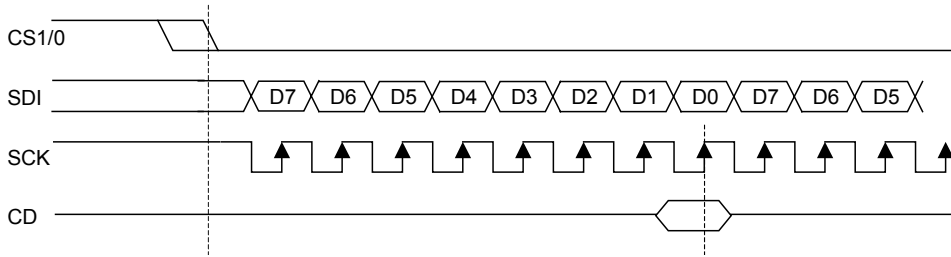 CS1/0
SDI D7 D6 D5 D4 D3 D2 D1 D0 D7 D6 D5
SCK
CD